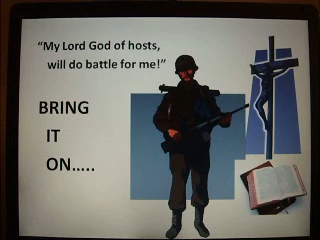 “My Lord God of hosts,
will do battle for me!”
BRING
IT
ON…..